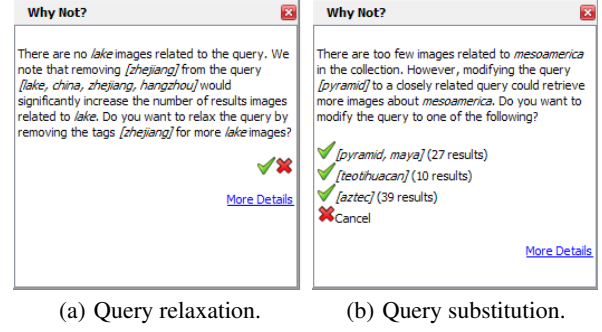 Why Not?
There are no lake images related to the query. We
note that removing [zhejiang] from the query
[lake, china, zhejiang, hangzhou] would
significantly increase the number of results images
related to lake. Do you want to relax the query by
removing the tags [zhejiang] for more lake images?
More Details
(a) Query relaxation.
Why Not?
There are too few images related to mesoamerica
in the collection. However, modifying the query
[pyramid] to a closely related query could retrieve
more images about mesoamerica. Do you want to
modify the query to one of the following?
[pyramid, maya] (27 results)
[teotihuacan] (10 results)
[aztec] (39 results)
Cancel
More Details
(b) Query substitution.